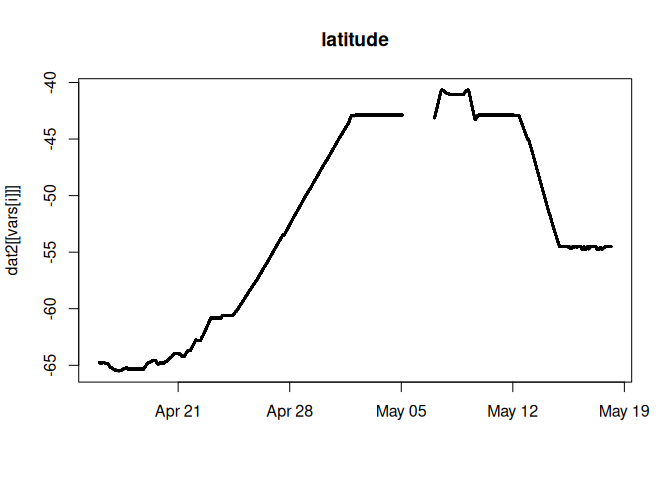 latitude
dat2[[vars[i]]]
-40
-45
-50
-55
-60
-65
Apr 21
Apr 28
May 05
May 12
May 19